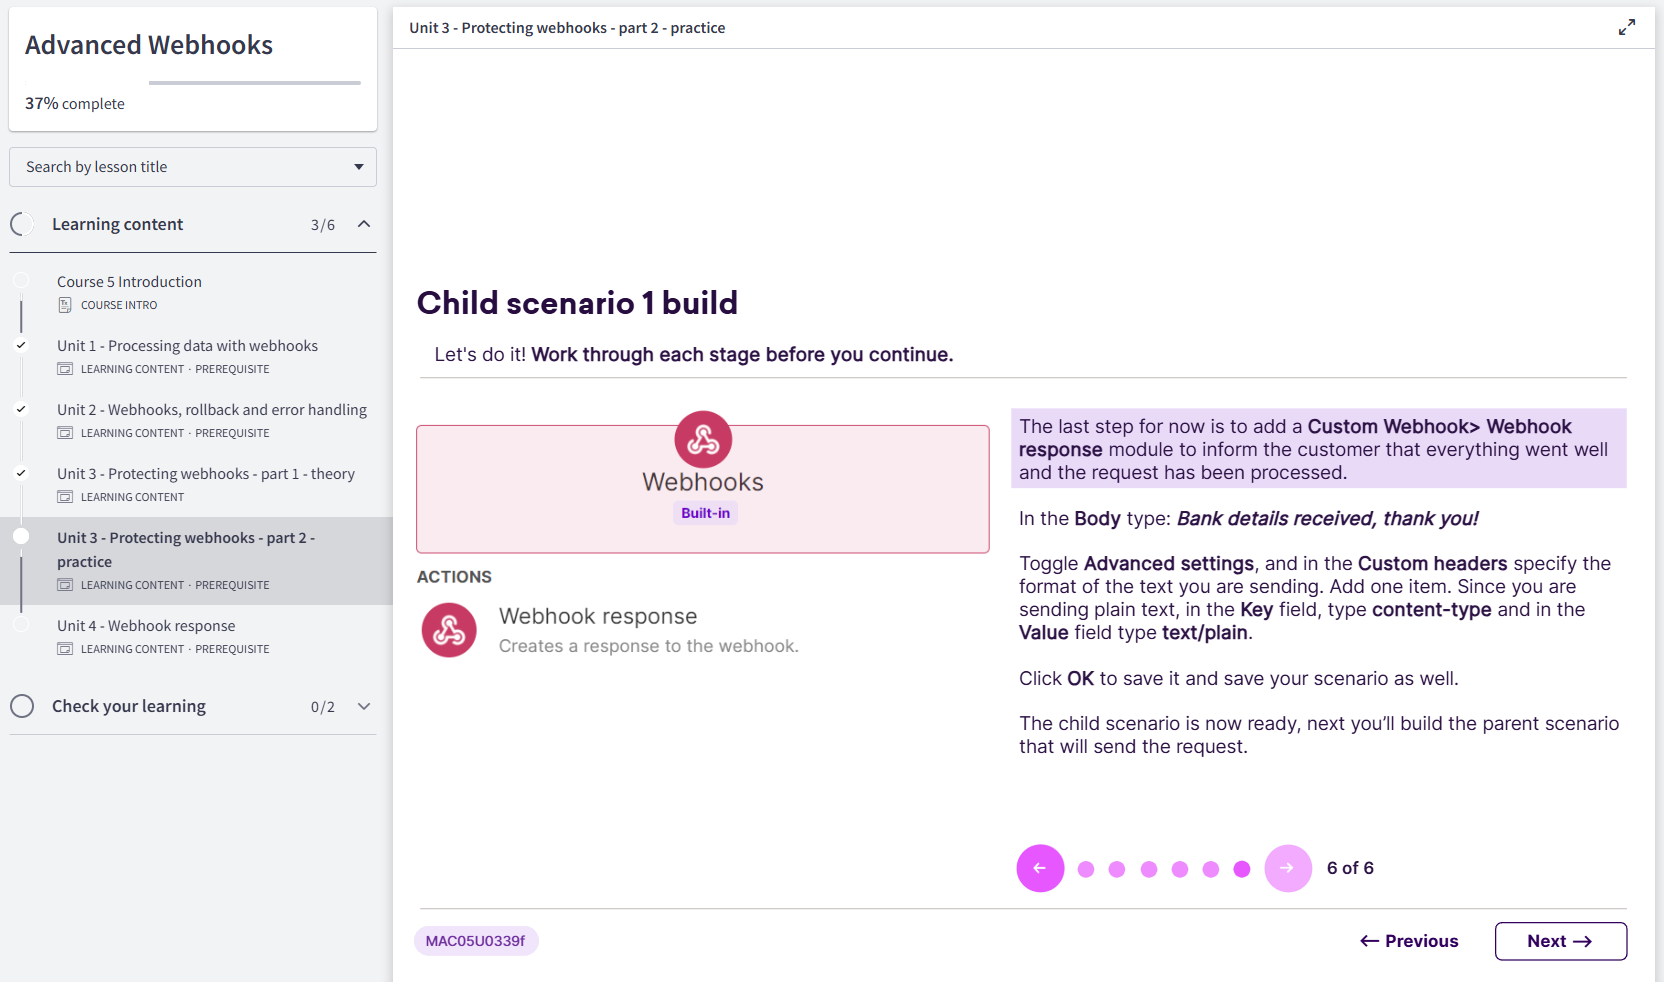 Advanced Webhooks
37% complete
Search by lesson title
Learning content
3/6
Course 5 Introduction
COURSE INTRO
Unit 1 - Processing data with webhooks
LEARNING CONTENT · PREREQUISITE
Unit 2 - Webhooks, rollback and error handling
LEARNING CONTENT · PREREQUISITE
Unit 3 - Protecting webhooks - part 1 - theory
LEARNING CONTENT
Unit 3 - Protecting webhooks - part 2 -
practice
LEARNING CONTENT · PREREQUISITE
Unit 4 - Webhook response
LEARNING CONTENT · PREREQUISITE
Check your learning
0/2
Unit 3 - Protecting webhooks - part 2 - practice
Child scenario 1 build
Let's do it! Work through each stage before you continue.
Webhooks
Built-in
ACTIONS
Webhook response
Creates a response to the webhook.
The last step for now is to add a Custom Webhook> Webhook
response module to inform the customer that everything went well
and the request has been processed.
In the Body type: Bank details received, thank you!
Toggle Advanced settings, and in the Custom headers specify the
format of the text you are sending. Add one item. Since you are
sending plain text, in the Key field, type content-type and in the
Value field type text/plain.
Click OK to save it and save your scenario as well.
The child scenario is now ready, next you’ll build the parent scenario
that will send the request.
6 of 6
MAC05U0339f
← Previous
Next →